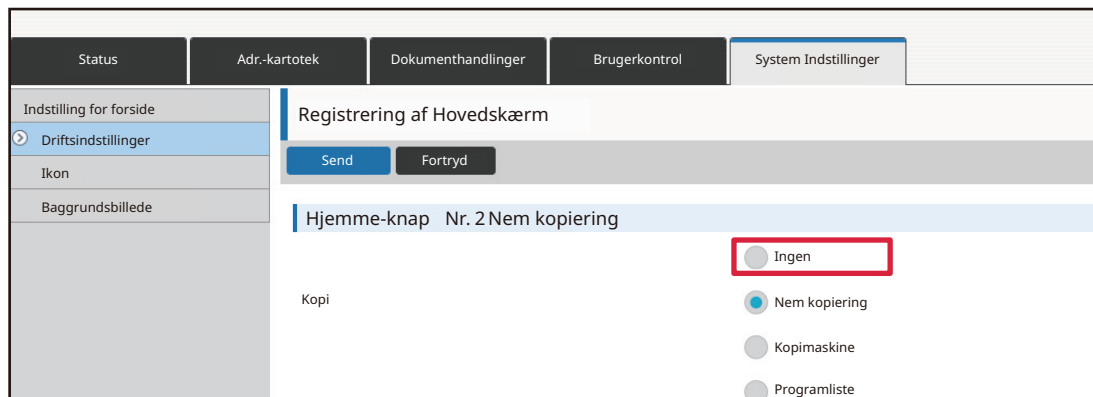 Status Adr.-kartotek Dokumenthandlinger Brugerkontrol System Indstillinger
Indstilling for forside
Driftsindstillinger
Ikon
Baggrundsbillede
Registrering af Hovedskærm
Send Fortryd
Hjemme-knap Nr. 2 Nem kopiering
Ingen
Kopi
Nem kopiering
Kopimaskine
Programliste